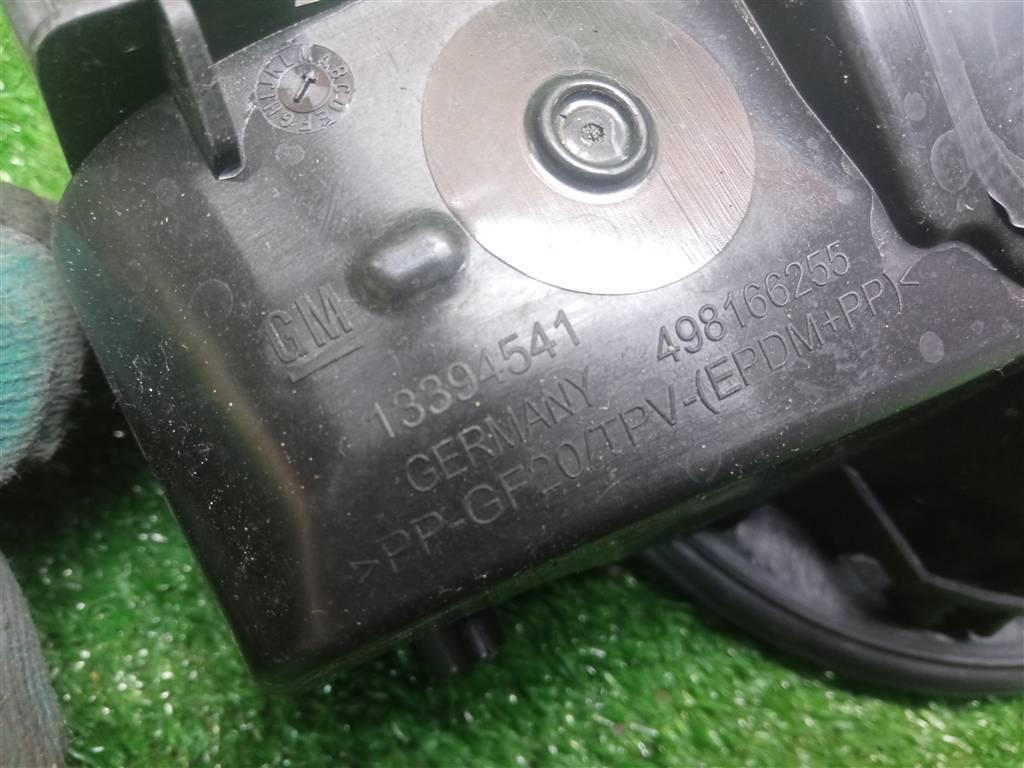 GM
13394541 498166255
GERMANY
>PP-GF20/TPV-(EPDM+PP)<